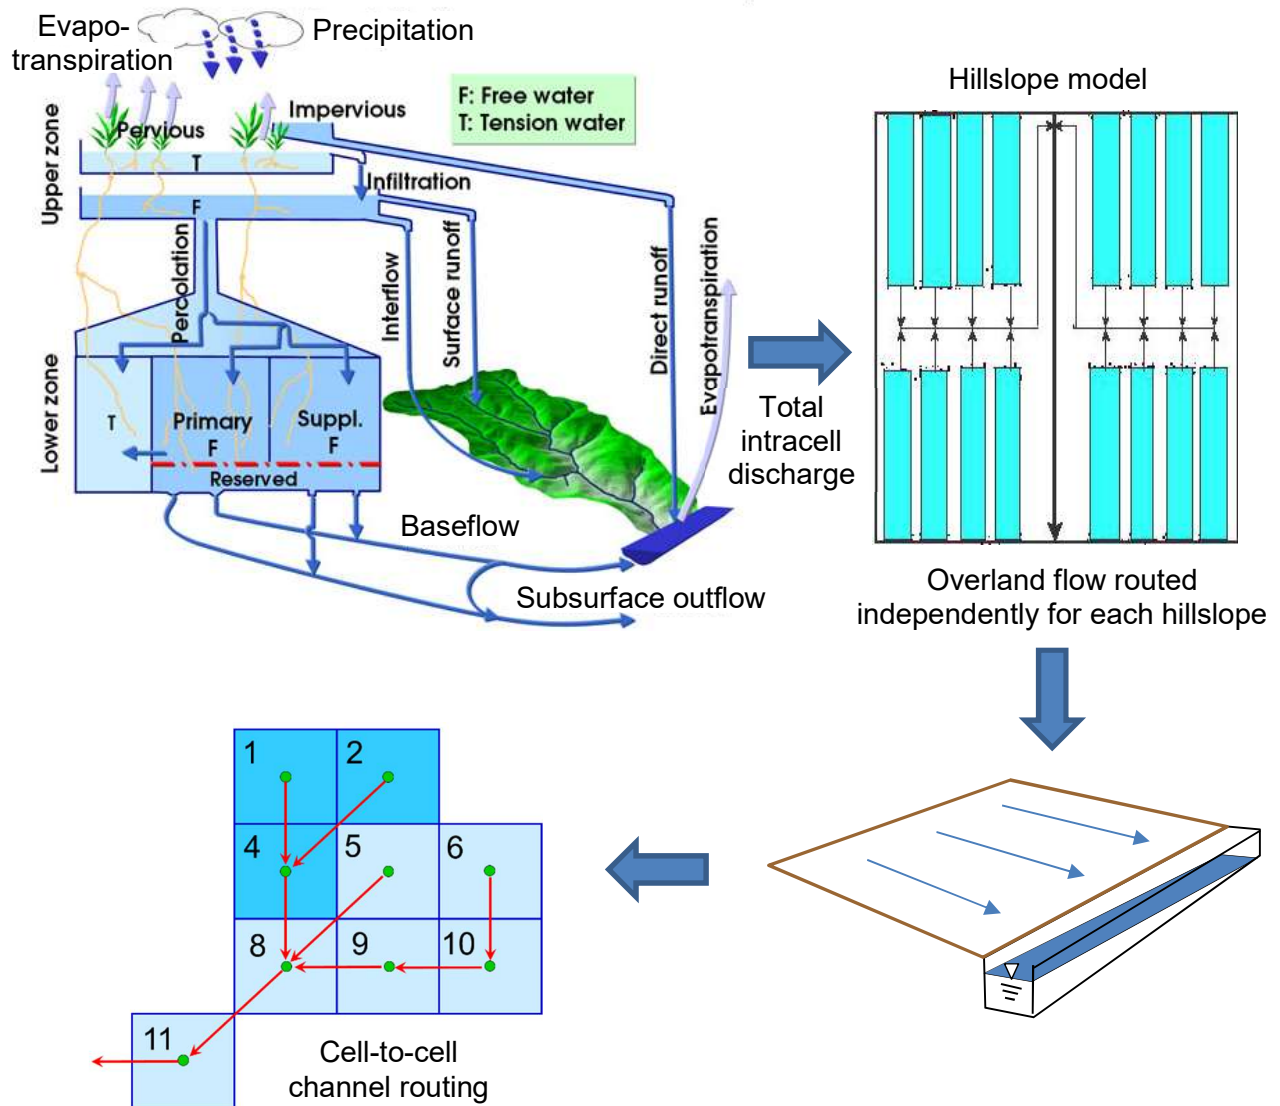 Evapo-
transpiration
Precipitation
F: Free water
T: Tension water
Impervious
Pervious
Upper zone
T
Infiltration
F
Percolation
Interflow
Surface runoff
Direct runoff
Evapotranspiration
Lower zone
T
Primary
F
Suppl.
F
Reserved
Baseflow
Subsurface outflow
Total
intracell
discharge
Hillslope model
Overland flow routed
independently for each hillslope
1
2
4
5
6
8
9
10
11
Cell-to-cell
channel routing